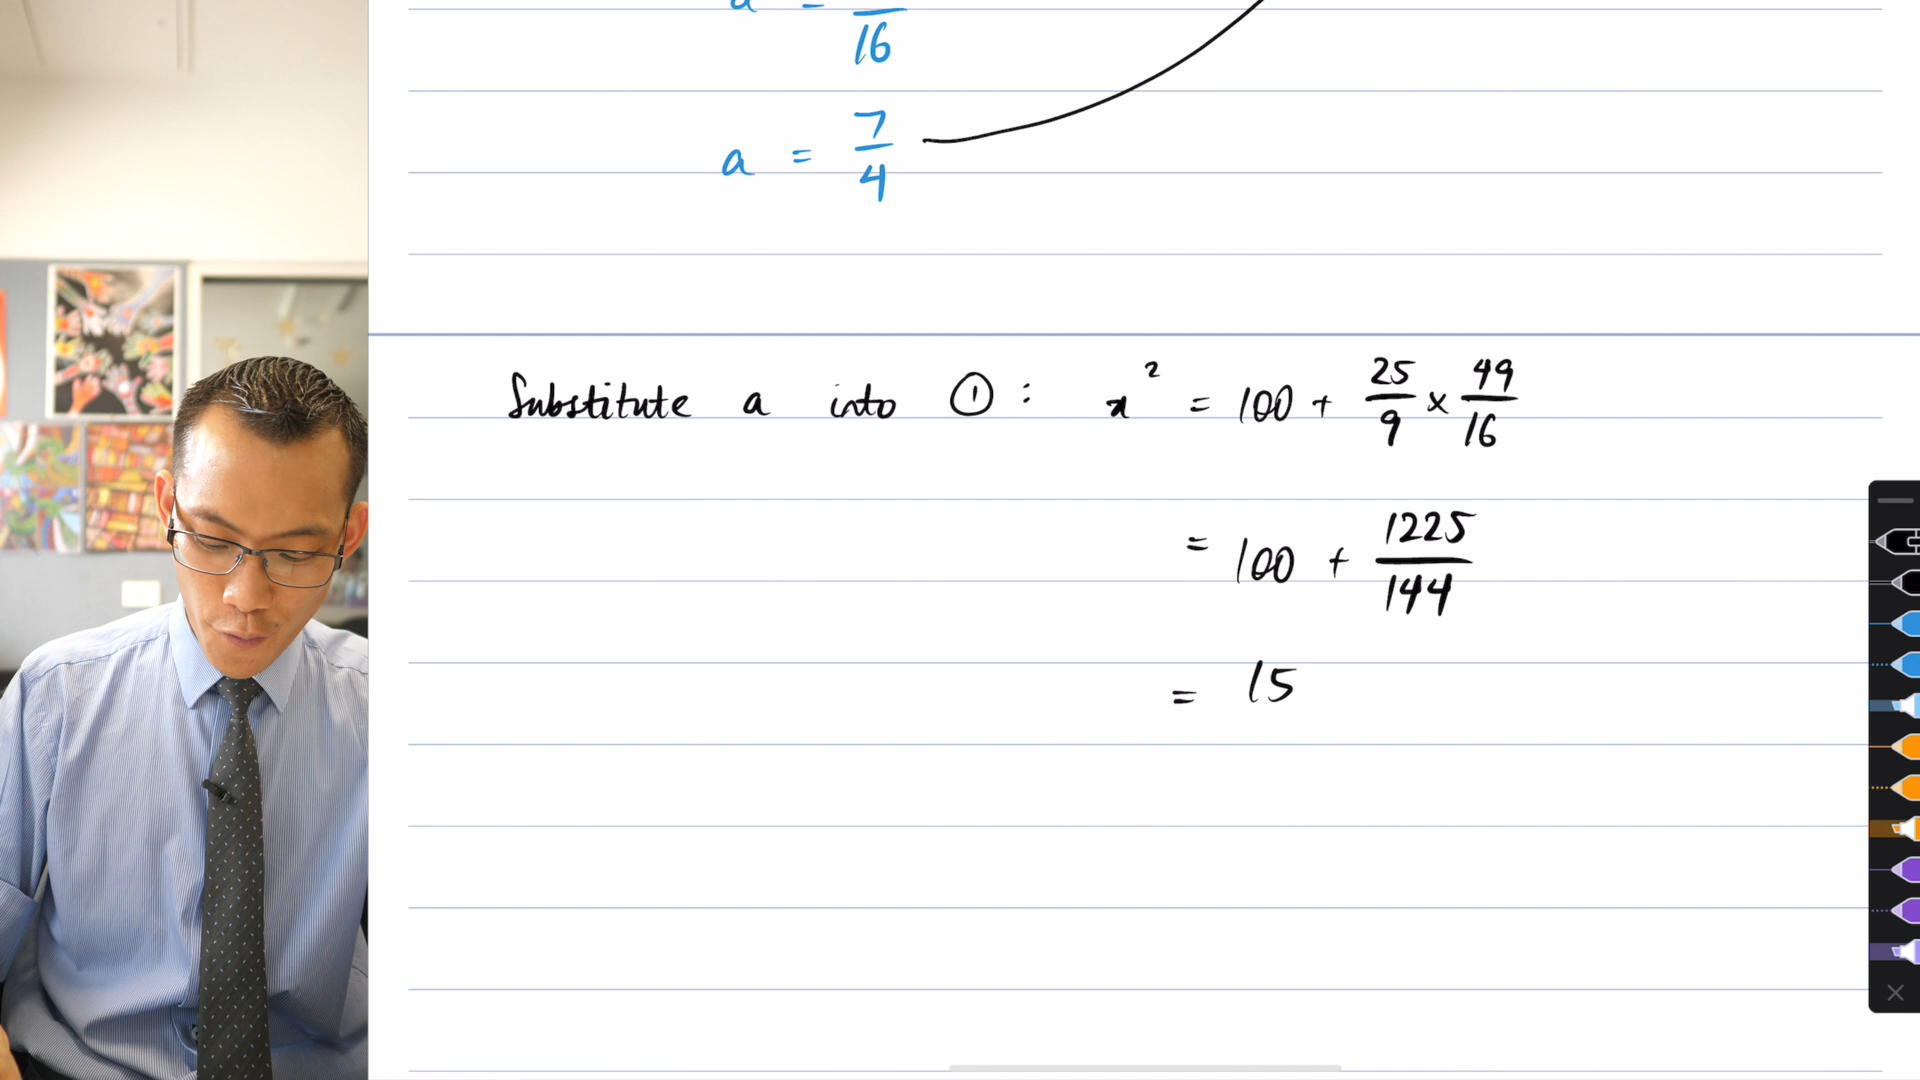 a = — 16
a = 7/4
Substitute a into ① : x² = 100 + 25/9 × 49/16
= 100 + 1225/144
= 15